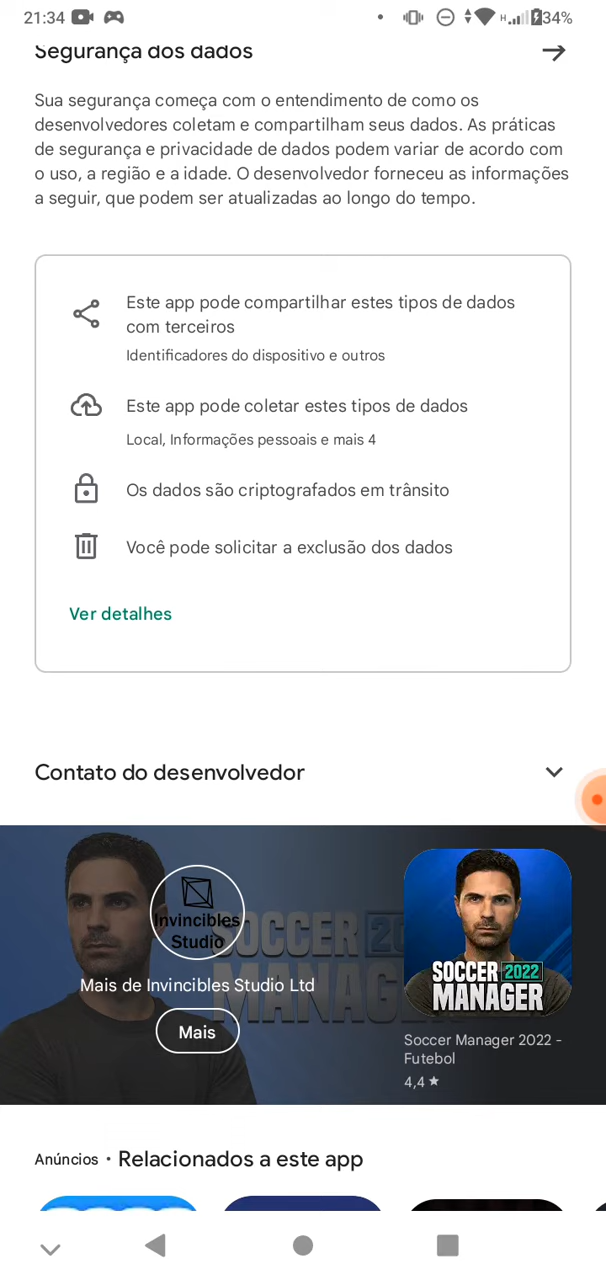 21:34
H
34%
Segurança dos dados
Sua segurança começa com o entendimento de como os
desenvolvedores coletam e compartilham seus dados. As práticas
de segurança e privacidade de dados podem variar de acordo com
o uso, a região e a idade. O desenvolvedor forneceu as informações
a seguir, que podem ser atualizadas ao longo do tempo.
Este app pode compartilhar estes tipos de dados
com terceiros
Identificadores do dispositivo e outros
Este app pode coletar estes tipos de dados
Local, Informações pessoais e mais 4
Os dados são criptografados em trânsito
Você pode solicitar a exclusão dos dados
Ver detalhes
Contato do desenvolvedor
Invincibles
Studio
SOCCER 20
MANAGER
Mais de Invincibles Studio Ltd
Mais
SOCCER 2022
MANAGER
Soccer Manager 2022 -
Futebol
4,4 ★
Anúncios • Relacionados a este app